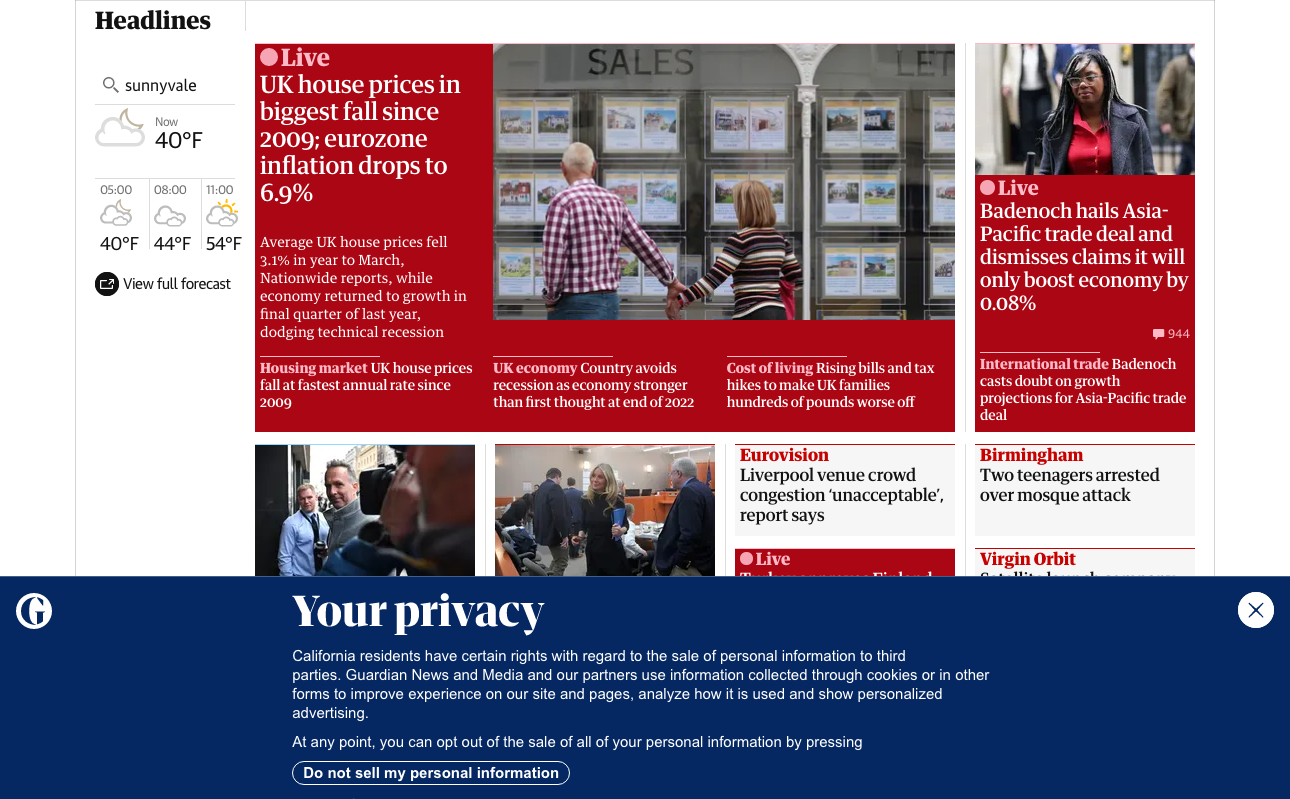 Headlines
sunnyvale
Now
40°F
05:00
08:00
11:00
40°F
44°F
54°F
View full forecast
Live
UK house prices in
biggest fall since
2009; eurozone
inflation drops to
6.9%
Average UK house prices fell
3.1% in year to March,
Nationwide reports, while
economy returned to growth in
final quarter of last year,
dodging technical recession
SALES
LET
Housing market UK house prices
fall at fastest annual rate since
2009
UK economy Country avoids
recession as economy stronger
than first thought at end of 2022
Cost of living Rising bills and tax
hikes to make UK families
hundreds of pounds worse off
Live
Badenoch hails Asia-
Pacific trade deal and
dismisses claims it will
only boost economy by
0.08%
944
International trade Badenoch
casts doubt on growth
projections for Asia-Pacific trade
deal
Eurovision
Liverpool venue crowd
congestion ‘unacceptable’,
report says
Birmingham
Two teenagers arrested
over mosque attack
Live
Virgin Orbit
G
Your privacy
California residents have certain rights with regard to the sale of personal information to third
parties. Guardian News and Media and our partners use information collected through cookies or in other
forms to improve experience on our site and pages, analyze how it is used and show personalized
advertising.
At any point, you can opt out of the sale of all of your personal information by pressing
Do not sell my personal information